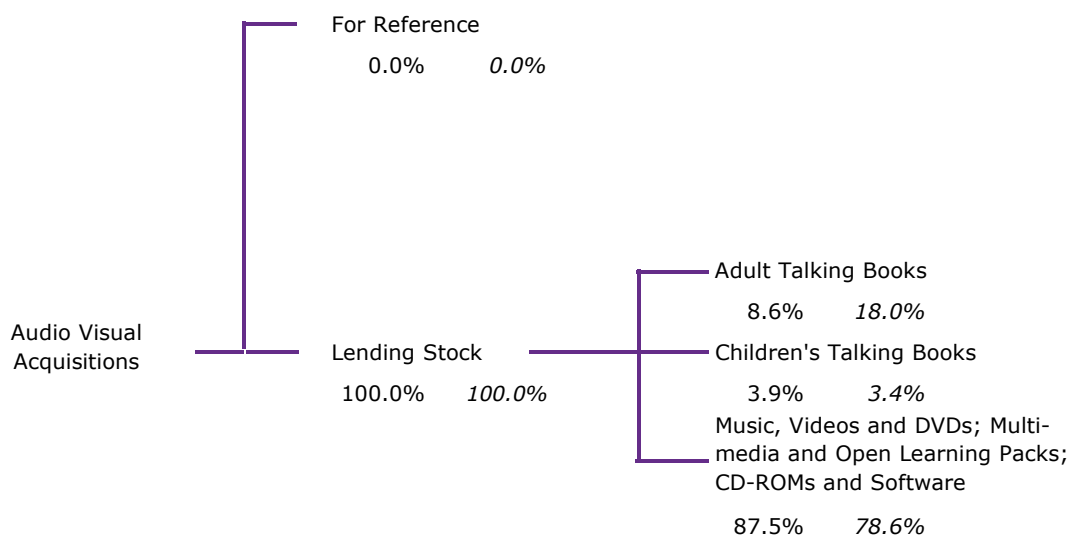 For Reference
0.0% 0.0%
Audio Visual
Acquisitions
Lending Stock
100.0% 100.0%
Adult Talking Books
8.6% 18.0%
Children's Talking Books
3.9% 3.4%
Music, Videos and DVDs; Multi-
media and Open Learning Packs;
CD-ROMs and Software
87.5% 78.6%